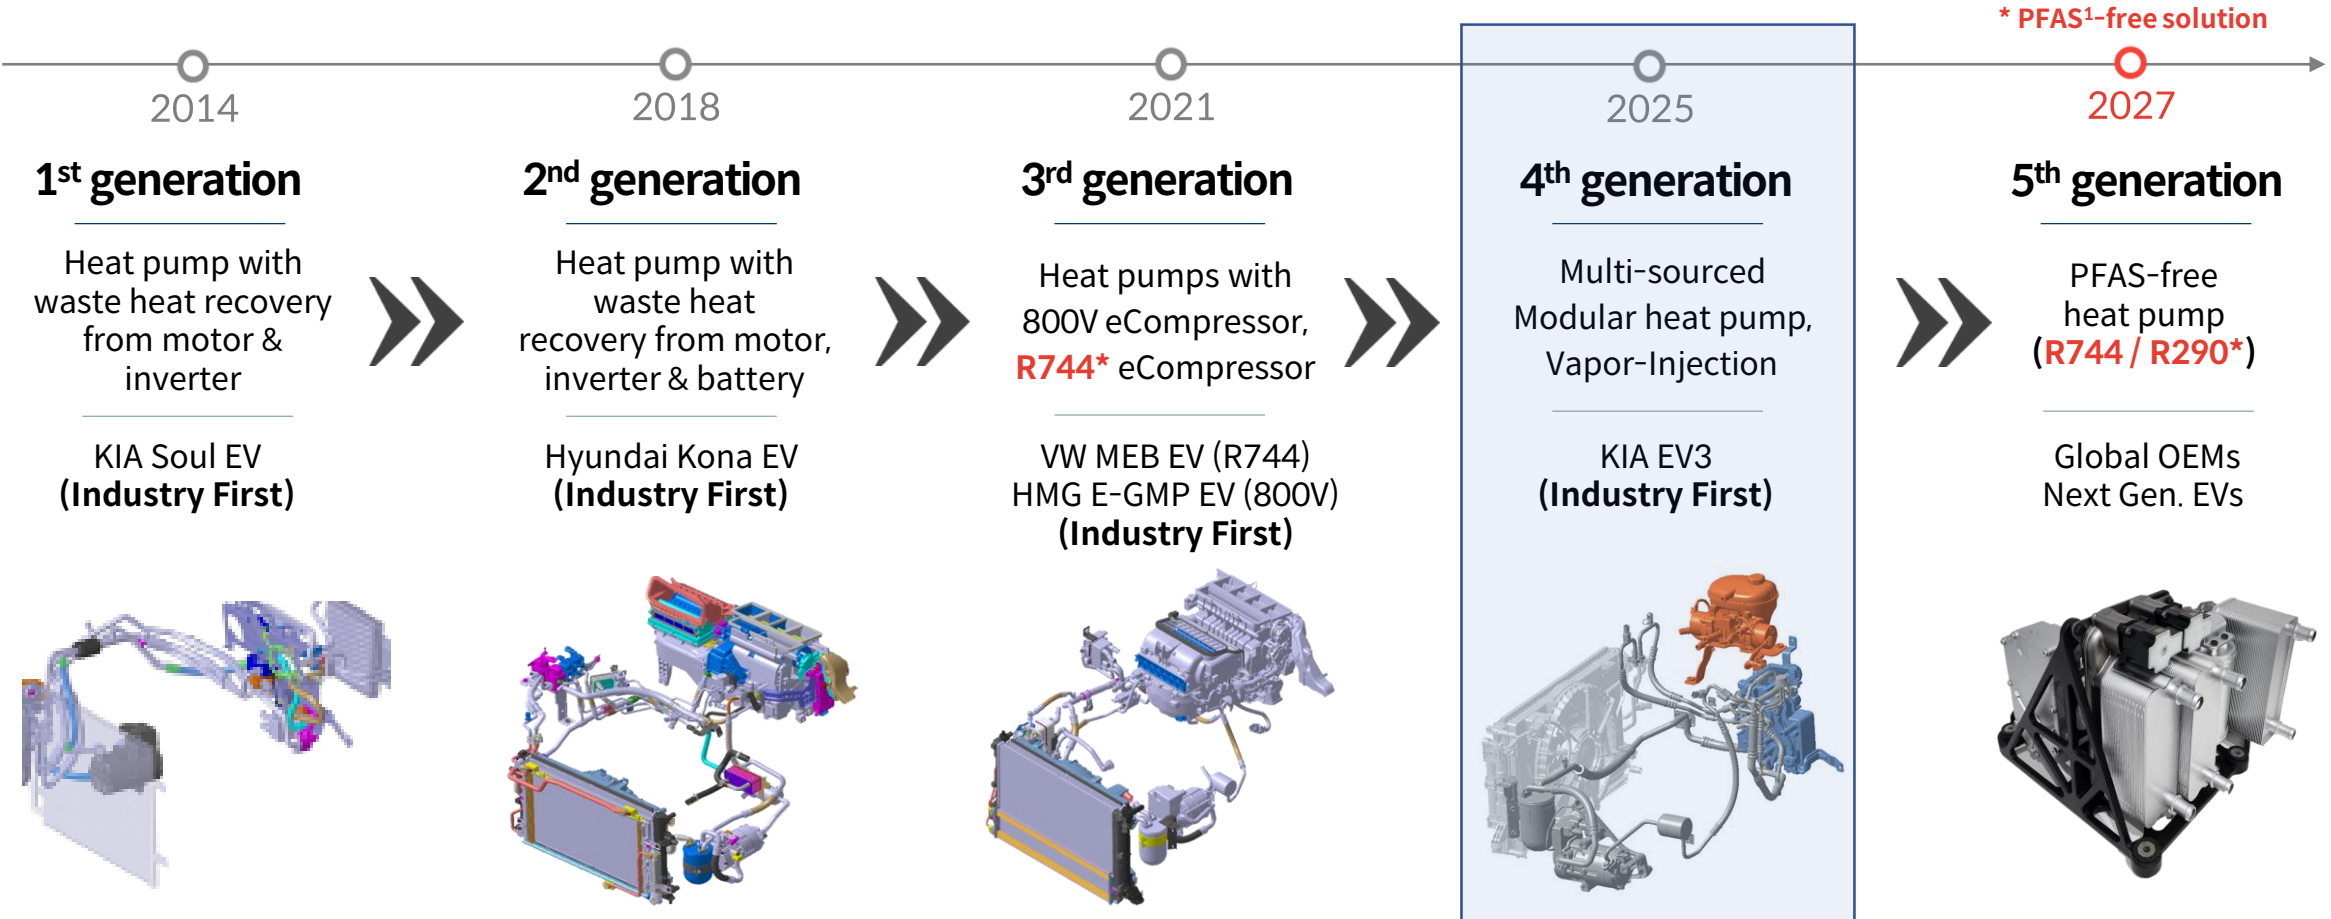 * PFAS¹-free solution
2014
2018
2021
2025
2027
1st generation
Heat pump with
waste heat recovery
from motor &
inverter
KIA Soul EV
(Industry First)
2nd generation
Heat pump with
waste heat
recovery from motor,
inverter & battery
Hyundai Kona EV
(Industry First)
3rd generation
Heat pumps with
800V eCompressor,
R744* eCompressor
VW MEB EV (R744)
HMG E-GMP EV (800V)
(Industry First)
4th generation
Multi-sourced
Modular heat pump,
Vapor-Injection
KIA EV3
(Industry First)
5th generation
PFAS-free
heat pump
(R744 / R290*)
Global OEMs
Next Gen. EVs